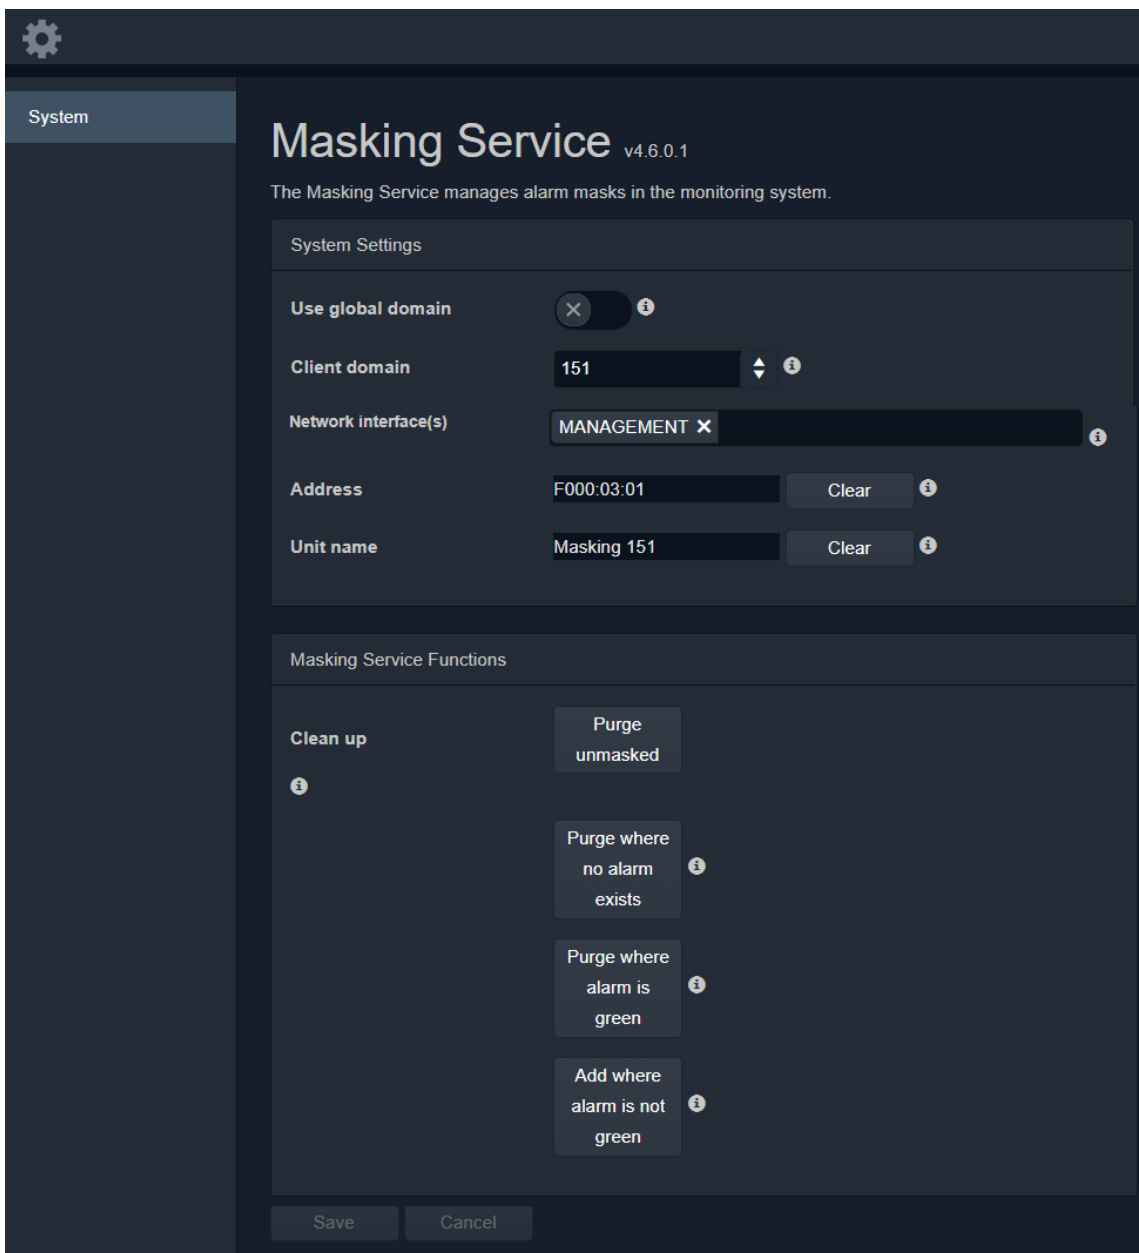 System
Masking Service v4.6.0.1
The Masking Service manages alarm masks in the monitoring system.
System Settings
Use global domain
Client domain 151
Network interface(s) MANAGEMENT
Address F000:03:01 Clear
Unit name Masking 151 Clear
Masking Service Functions
Clean up
Purge
unmasked
Purge where
no alarm
exists
Purge where
alarm is
green
Add where
alarm is not
green
Save Cancel